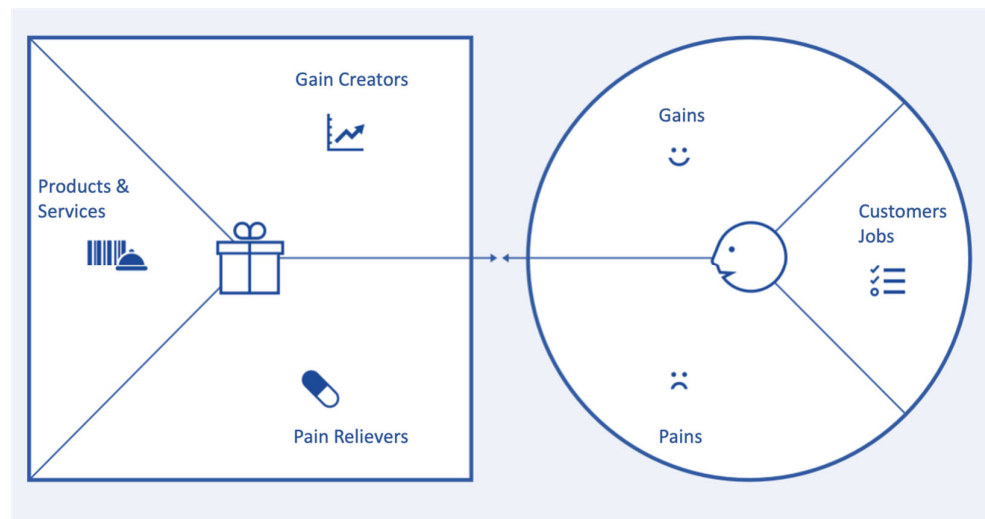 Gain Creators
Products &
Services
Pain Relievers
Gains
Customers
Jobs
Pains